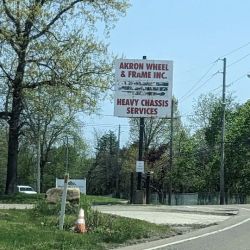 AKRON WHEEL
& FRAME INC.
HEAVY CHASSIS
SERVICES